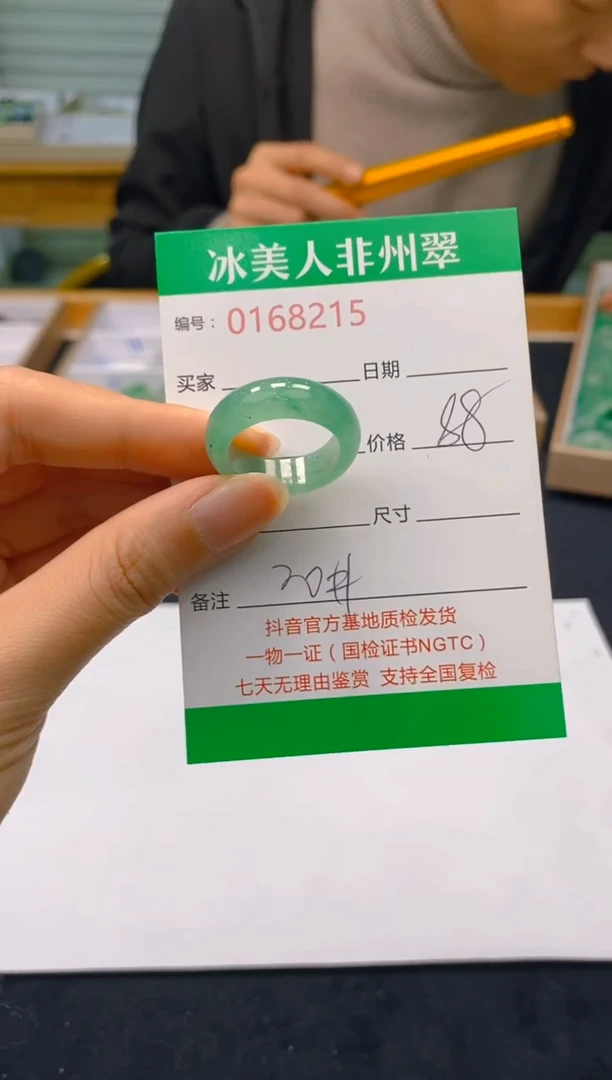 冰美人非州翠
编号：0168215
买家 日期
价格 88
尺寸
备注 20#
抖音官方基地质检发货
一物一证（国检证书NGTC）
七天无理由鉴赏 支持全国复检